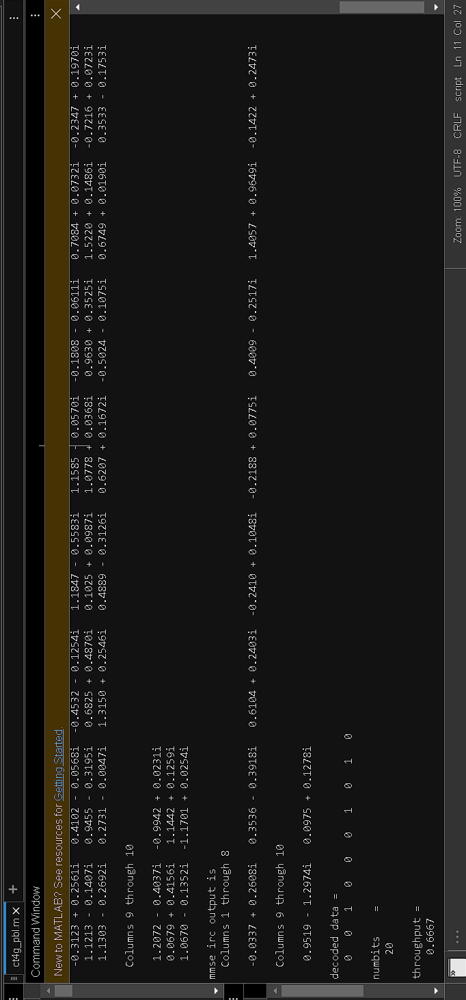 ct4g_pbl.m
Command Window
New to MATLAB? See resources for Getting Started.
-0.3123 + 0.2561i 0.4102 - 0.0568i -0.4532 - 0.1254i 1.1847 - 0.5583i 1.1585 - 0.0570i -0.1808 - 0.0611i 0.7084 + 0.0732i -0.2347 + 0.1970i
1.1213 - 0.1407i 0.9455 - 0.3195i 0.6825 + 0.4870i 0.1025 + 0.0987i 1.0778 + 0.0368i 0.9630 + 0.3525i 1.5220 + 0.1486i -0.7216 + 0.0723i
1.1303 - 0.2692i 0.2731 - 0.0047i 1.3150 + 0.2546i 0.4889 - 0.3126i 0.6207 + 0.1672i -0.5024 - 0.1075i 0.6749 + 0.0190i 0.3533 - 0.1753i
Columns 9 through 10
1.2072 - 0.4037i -0.9942 + 0.0231i
0.0679 + 0.4156i 1.1442 + 0.1259i
1.0670 - 0.1352i -1.1701 + 0.0254i
mmse irc output is
Columns 1 through 8
-0.0337 + 0.2608i 0.3536 - 0.3918i 0.6104 + 0.2403i -0.2410 + 0.1048i -0.2188 + 0.0775i 0.4009 - 0.2517i 1.4057 + 0.9649i -0.1422 + 0.2473i
Columns 9 through 10
0.9519 - 1.2974i 0.0975 + 0.1278i
decoded data =
0 0 1 0 0 0 1 0 1 0
numbits =
20
throughput =
0.6667
Zoom: 100% UTF-8 CRLF script Ln 11 Col 27